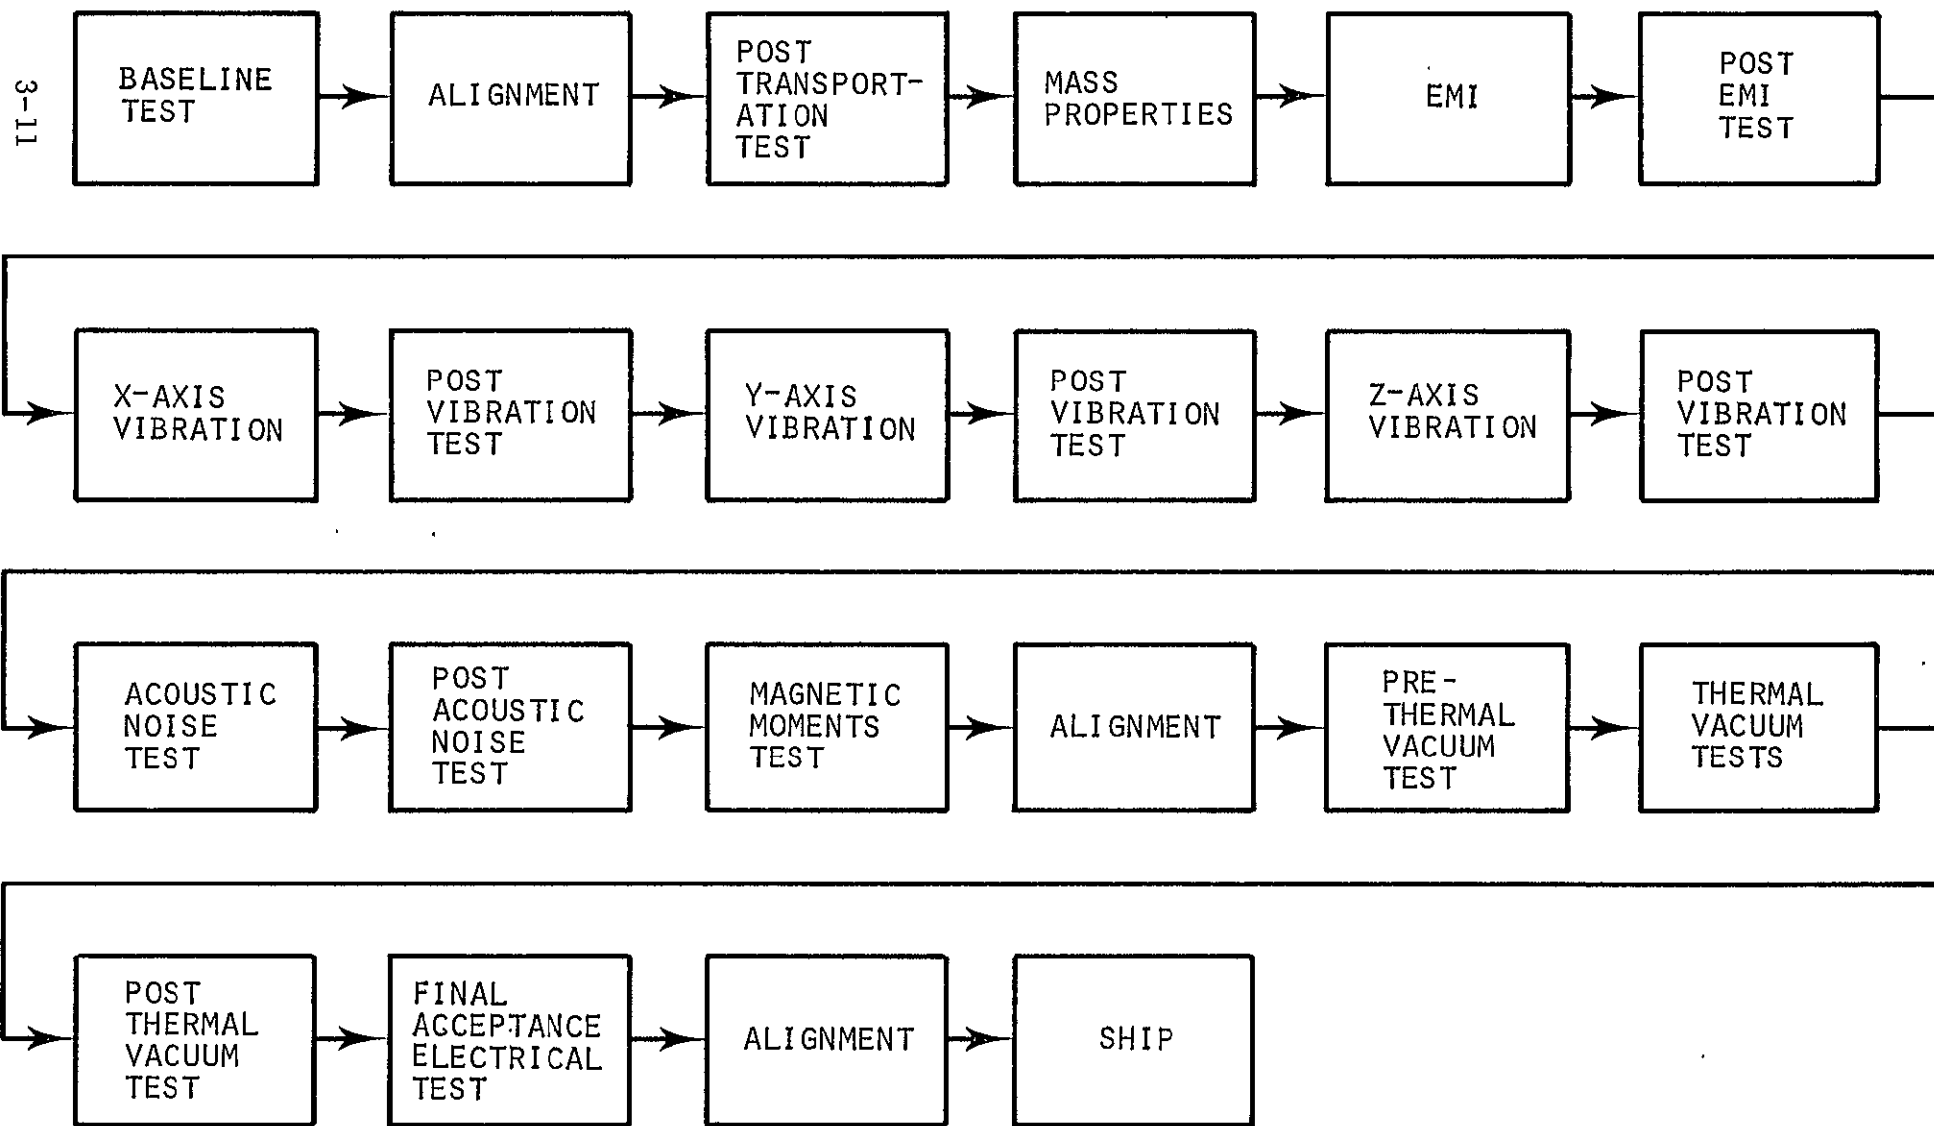 3-11
BASELINE
TEST
ALIGNMENT
POST
TRANSPORT-
ATION
TEST
MASS
PROPERTIES
EMI
POST
EMI
TEST
X-AXIS
VIBRATION
POST
VIBRATION
TEST
Y-AXIS
VIBRATION
POST
VIBRATION
TEST
Z-AXIS
VIBRATION
POST
VIBRATION
TEST
ACOUSTIC
NOISE
TEST
POST
ACOUSTIC
NOISE
TEST
MAGNETIC
MOMENTS
TEST
ALIGNMENT
PRE-
THERMAL
VACUUM
TEST
THERMAL
VACUUM
TESTS
POST
THERMAL
VACUUM
TEST
FINAL
ACCEPTANCE
ELECTRICAL
TEST
ALIGNMENT
SHIP